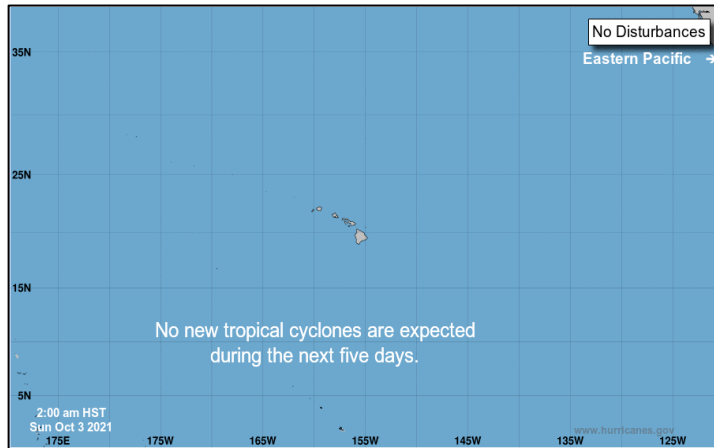 No Disturbances
Eastern Pacific →
35N
25N
15N
No new tropical cyclones are expected
during the next five days.
5N
2:00 am HST
Sun Oct 3 2021
www.hurricanes.gov
175E 175W 165W 155W 145W 135W 125W